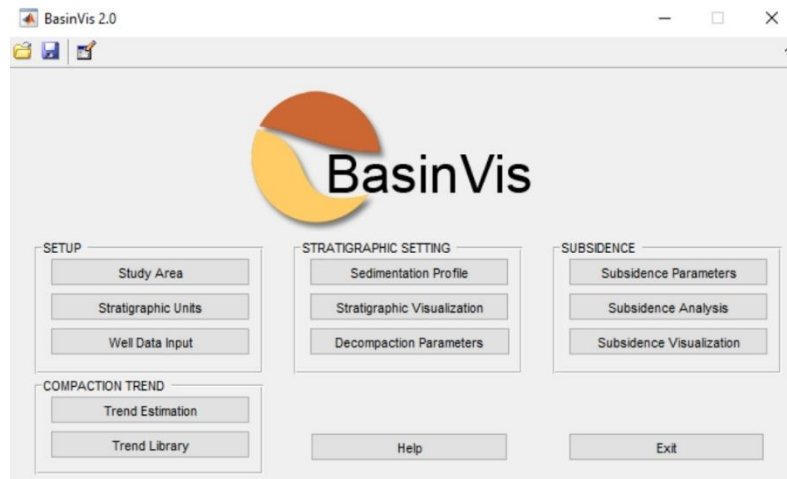 BasinVis 2.0
BasinVis
SETUP
Study Area
Stratigraphic Units
Well Data Input
STRATIGRAPHIC SETTING
Sedimentation Profile
Stratigraphic Visualization
Decompaction Parameters
SUBSIDENCE
Subsidence Parameters
Subsidence Analysis
Subsidence Visualization
COMPACTION TREND
Trend Estimation
Trend Library
Help
Exit